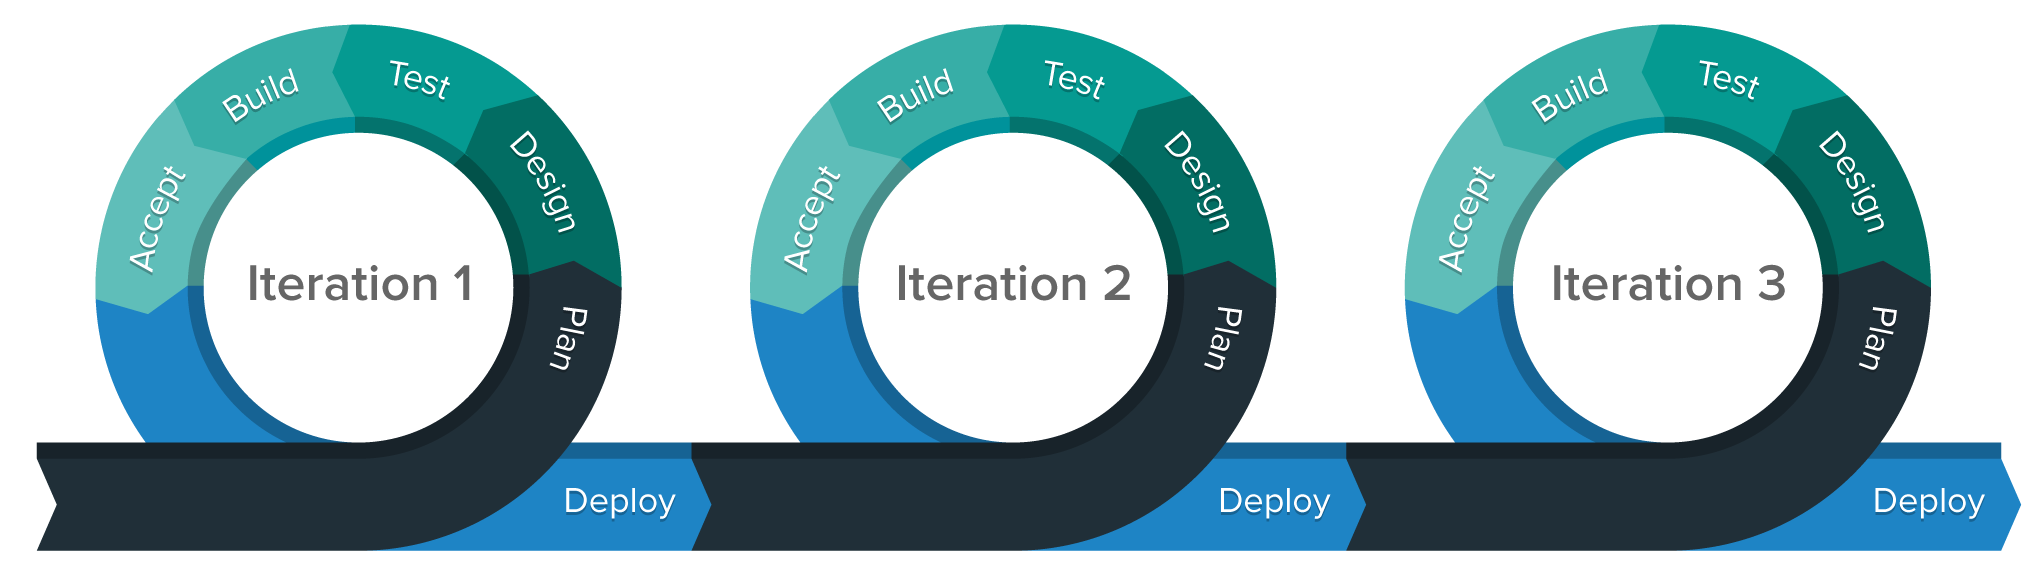 Build
Test
Accept
Design
Iteration 1
Plan
Deploy
Build
Test
Accept
Design
Iteration 2
Plan
Deploy
Build
Test
Accept
Design
Iteration 3
Plan
Deploy